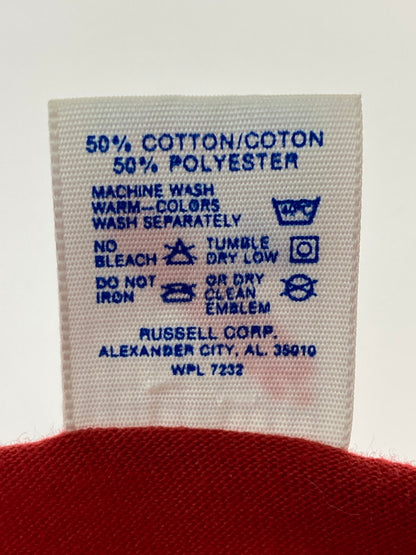 50% COTTON/COTON
50% POLYESTER
MACHINE WASH
WARM-COLORS
WASH SEPARATELY
40°C
NO
BLEACH
TUMBLE
DRY LOW
DO NOT
IRON
OR DRY
CLEAN
EMBLEM
RUSSELL CORP.
ALEXANDER CITY, AL. 35010
WPL 7232